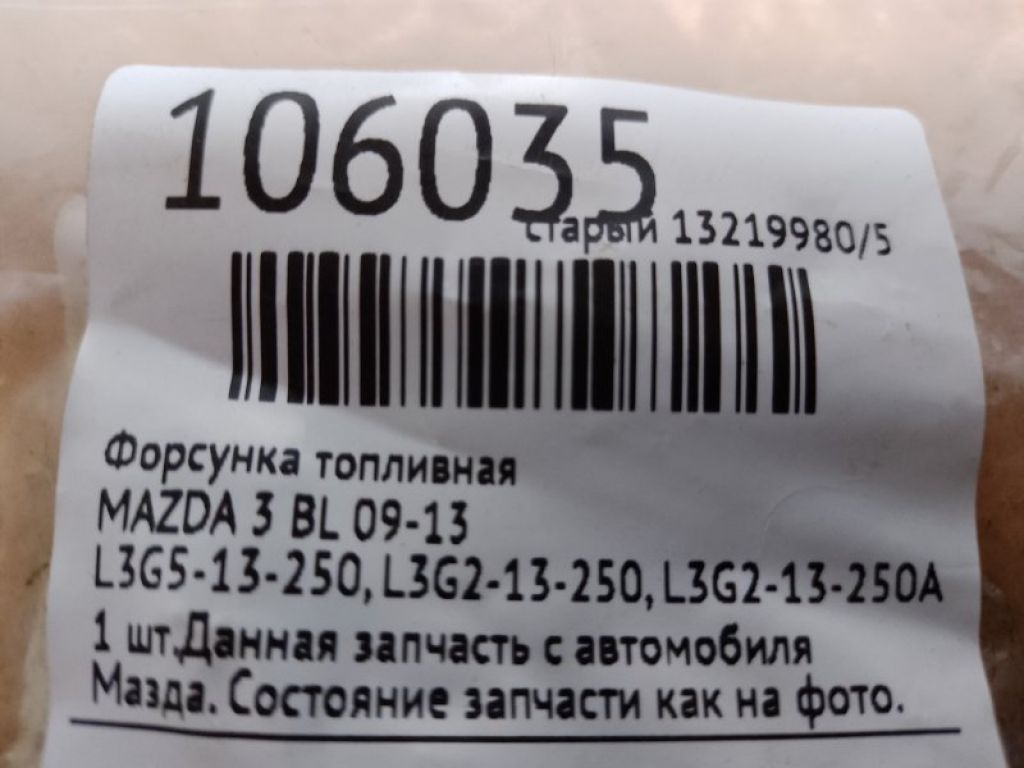 106035
старый 13219980/5
Форсунка топливная
MAZDA 3 BL 09-13
L3G5-13-250, L3G2-13-250, L3G2-13-250A
1 шт.Данная запчасть с автомобиля
Мазда. Состояние запчасти как на фото.